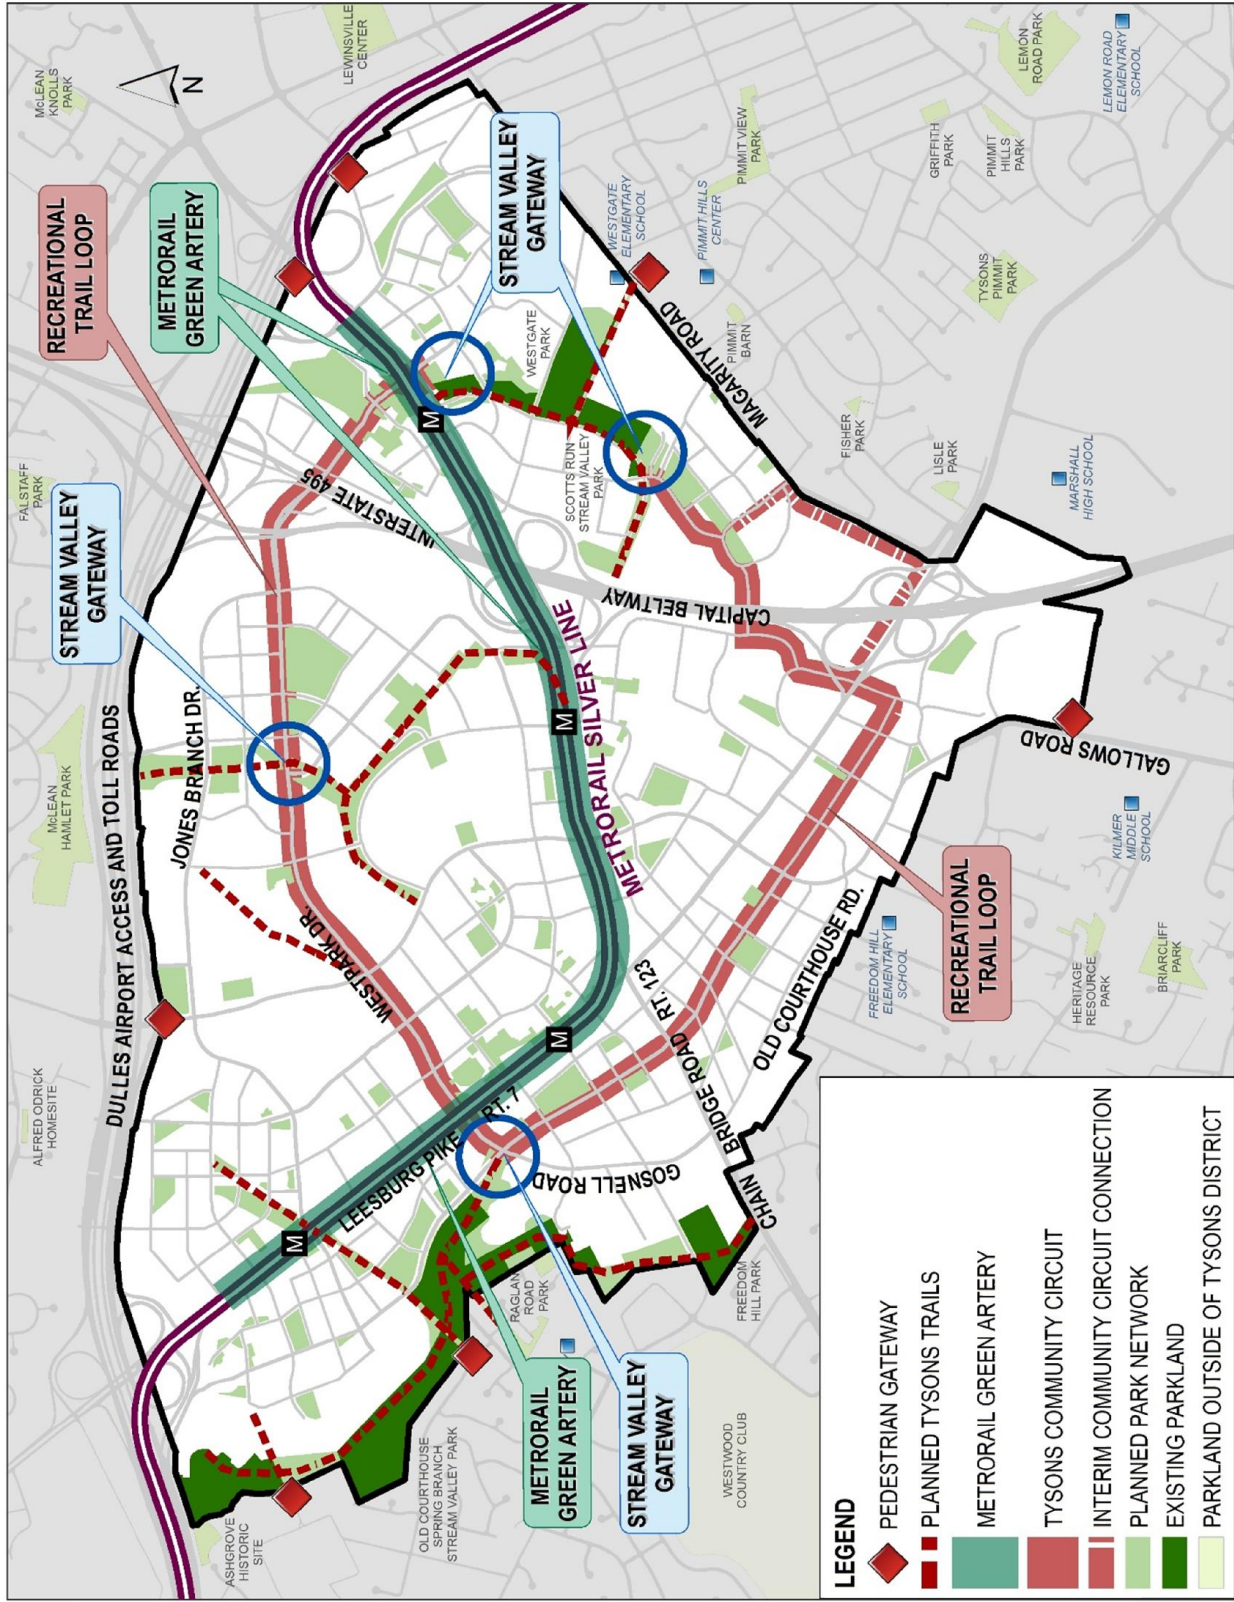 ASHGROVE
HISTORIC
SITE
OLD COURTHOUSE
SPRING BRANCH
STREAM VALLEY PARK
ALFRED ODRICK
HOMESITE
McLEAN
HAMLET PARK
FALSTAFF
PARK
McLEAN
KNOLLS
PARK
LEWINSVILLE
CENTER
N
DULLES AIRPORT ACCESS AND TOLL ROADS
STREAM VALLEY
GATEWAY
RECREATIONAL
TRAIL LOOP
METRORAIL
GREEN ARTERY
JONES BRANCH DR.
WESTPARK DR.
INTERSTATE 495
M
M
M
M
LEESBURG PIKE
RT. 7
METRORAIL SILVER LINE
STREAM VALLEY
GATEWAY
WESTGATE
PARK
SCOTTS RUN
STREAM VALLEY
PARK
WESTGATE
ELEMENTARY
SCHOOL
PIMMIT HILLS
CENTER
PIMMIT VIEW
PARK
MAGARITY ROAD
PIMMIT
BARN
CAPITAL BELTWAY
GOSNELL ROAD
CHAIN BRIDGE ROAD RT. 123
OLD COURTHOUSE RD.
RAGLAN
ROAD
PARK
METRORAIL
GREEN ARTERY
STREAM VALLEY
GATEWAY
FREEDOM
HILL PARK
WESTWOOD
COUNTRY CLUB
FREEDOM HILL
ELEMENTARY
SCHOOL
RECREATIONAL
TRAIL LOOP
FISHER
PARK
LISLE
PARK
GRIFFITH
PARK
PIMMIT
HILLS
PARK
TYSONS
PIMMIT
PARK
LEMON
ROAD PARK
LEMON ROAD
ELEMENTARY
SCHOOL
MARSHALL
HIGH SCHOOL
GALLOWS ROAD
KILMER
MIDDLE
SCHOOL
HERITAGE
RESOURCE
PARK
BRIARCLIFF
PARK
LEGEND
PEDESTRIAN GATEWAY
PLANNED TYSONS TRAILS
METRORAIL GREEN ARTERY
TYSONS COMMUNITY CIRCUIT
INTERIM COMMUNITY CIRCUIT CONNECTION
PLANNED PARK NETWORK
EXISTING PARKLAND
PARKLAND OUTSIDE OF TYSONS DISTRICT